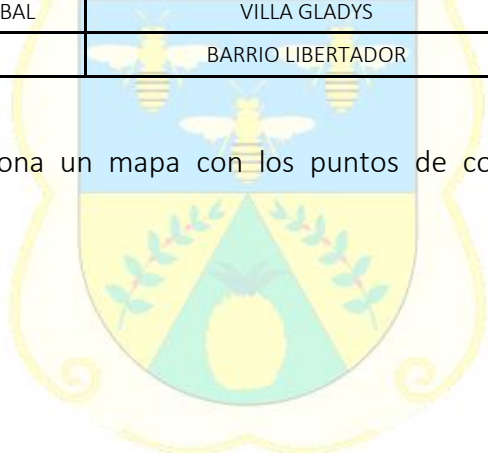 BAL VILLA GLADYS
BARRIO LIBERTADOR
ona un mapa con los puntos de co